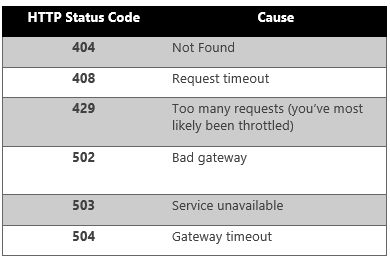 HTTP Status Code Cause
404 Not Found
408 Request timeout
429 Too many requests (you've most
likely been throttled)
502 Bad gateway
503 Service unavailable
504 Gateway timeout